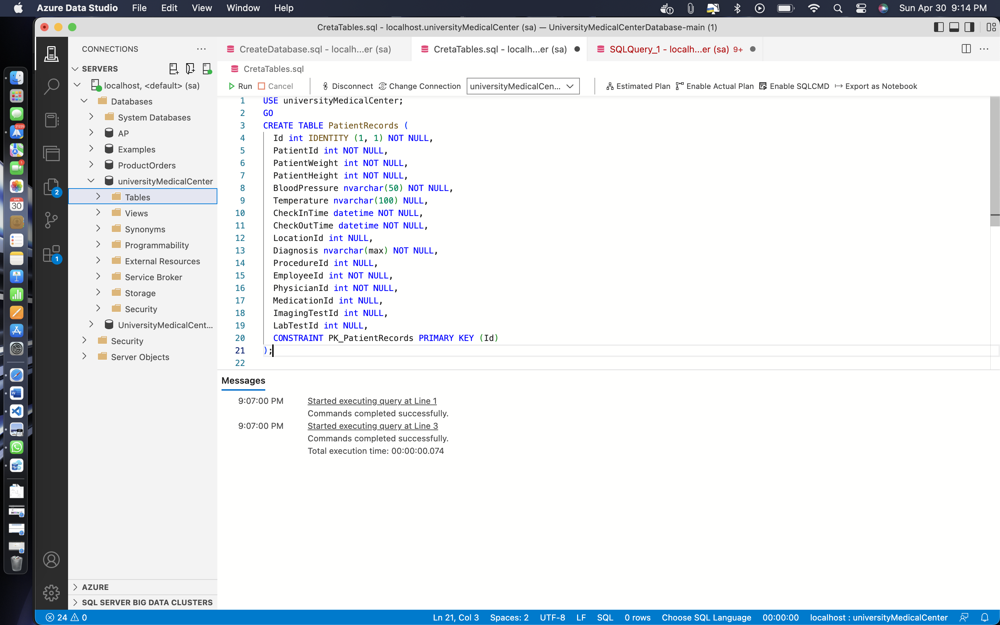 Azure Data Studio File Edit View Window Help Sun Apr 30 9:14 PM
CretaTables.sql - localhost.universityMedicalCenter (sa) — UniversityMedicalCenterDatabase-main (1)
CONNECTIONS
CreateDatabase.sql - localh...er (sa)
CretaTables.sql - localh...er (sa)
SQLQuery_1 - localh...er (sa) 9+
SERVERS
CretaTables.sql
Run Cancel Disconnect Change Connection universityMedicalCen... Estimated Plan Enable Actual Plan Enable SQLCMD Export as Notebook
localhost, <default> (sa)
Databases
System Databases
AP
Examples
ProductOrders
universityMedicalCenter
Tables
Views
Synonyms
Programmability
External Resources
Service Broker
Storage
Security
UniversityMedicalCent...
Security
Server Objects
AZURE
SQL SERVER BIG DATA CLUSTERS
2
1
21225
1
APR
30
1 USE universityMedicalCenter;
2 GO
3 CREATE TABLE PatientRecords (
4 Id int IDENTITY (1, 1) NOT NULL,
5 PatientId int NOT NULL,
6 PatientWeight int NOT NULL,
7 PatientHeight int NOT NULL,
8 BloodPressure nvarchar(50) NOT NULL,
9 Temperature nvarchar(100) NULL,
10 CheckInTime datetime NOT NULL,
11 CheckOutTime datetime NOT NULL,
12 LocationId int NULL,
13 Diagnosis nvarchar(max) NOT NULL,
14 ProcedureId int NULL,
15 EmployeeId int NOT NULL,
16 PhysicianId int NOT NULL,
17 MedicationId int NULL,
18 ImagingTestId int NULL,
19 LabTestId int NULL,
20 CONSTRAINT PK_PatientRecords PRIMARY KEY (Id)
21 );
22
Messages
9:07:00 PM Started executing query at Line 1
Commands completed successfully.
9:07:00 PM Started executing query at Line 3
Commands completed successfully.
Total execution time: 00:00:00.074
24 0 Ln 21, Col 3 Spaces: 2 UTF-8 LF SQL 0 rows Choose SQL Language 00:00:00 localhost : universityMedicalCenter